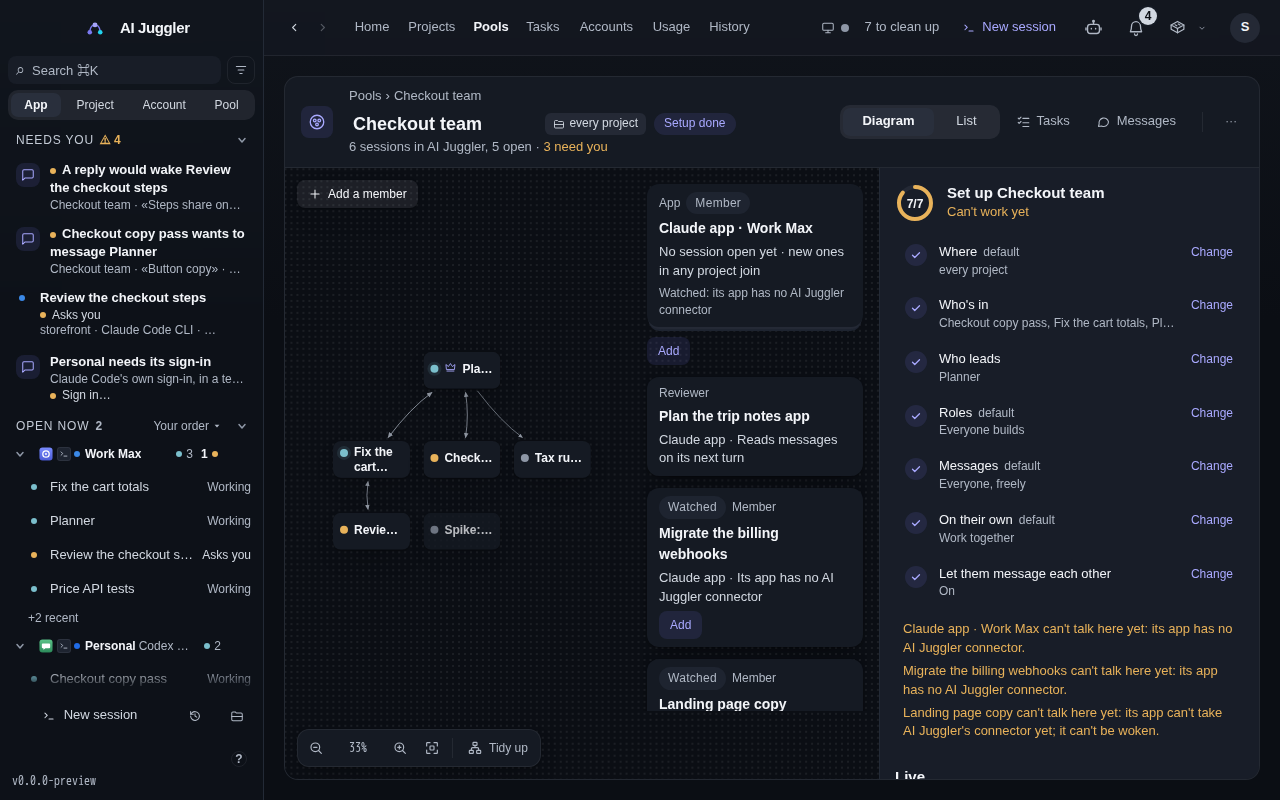 AI Juggler
Search ⌘K
App Project Account Pool
NEEDS YOU 4
A reply would wake Review the checkout steps
Checkout team · «Steps share on…
Checkout copy pass wants to message Planner
Checkout team · «Button copy» · …
Review the checkout steps
Asks you
storefront · Claude Code CLI · …
Personal needs its sign-in
Claude Code's own sign-in, in a te…
Sign in…
OPEN NOW 2 Your order
Work Max 3 1
Fix the cart totals Working
Planner Working
Review the checkout s… Asks you
Price API tests Working
+2 recent
Personal Codex … 2
Checkout copy pass Working
New session
?
v0.0.0-preview
Home Projects Pools Tasks Accounts Usage History
7 to clean up
New session
4
S
Pools › Checkout team
Checkout team
every project
Setup done
6 sessions in AI Juggler, 5 open · 3 need you
Diagram List
Tasks
Messages
Add a member
Pla…
Fix the cart…
Check…
Tax ru…
Revie…
Spike:…
App Member
Claude app · Work Max
No session open yet · new ones in any project join
Watched: its app has no AI Juggler connector
Add
Reviewer
Plan the trip notes app
Claude app · Reads messages on its next turn
Watched Member
Migrate the billing webhooks
Claude app · Its app has no AI Juggler connector
Add
Watched Member
Landing page copy
33%
Tidy up
7/7
Set up Checkout team
Can't work yet
Where default
every project
Change
Who's in
Checkout copy pass, Fix the cart totals, Pl…
Change
Who leads
Planner
Change
Roles default
Everyone builds
Change
Messages default
Everyone, freely
Change
On their own default
Work together
Change
Let them message each other
On
Change
Claude app · Work Max can't talk here yet: its app has no AI Juggler connector.
Migrate the billing webhooks can't talk here yet: its app has no AI Juggler connector.
Landing page copy can't talk here yet: its app can't take AI Juggler's connector yet; it can't be woken.
Live